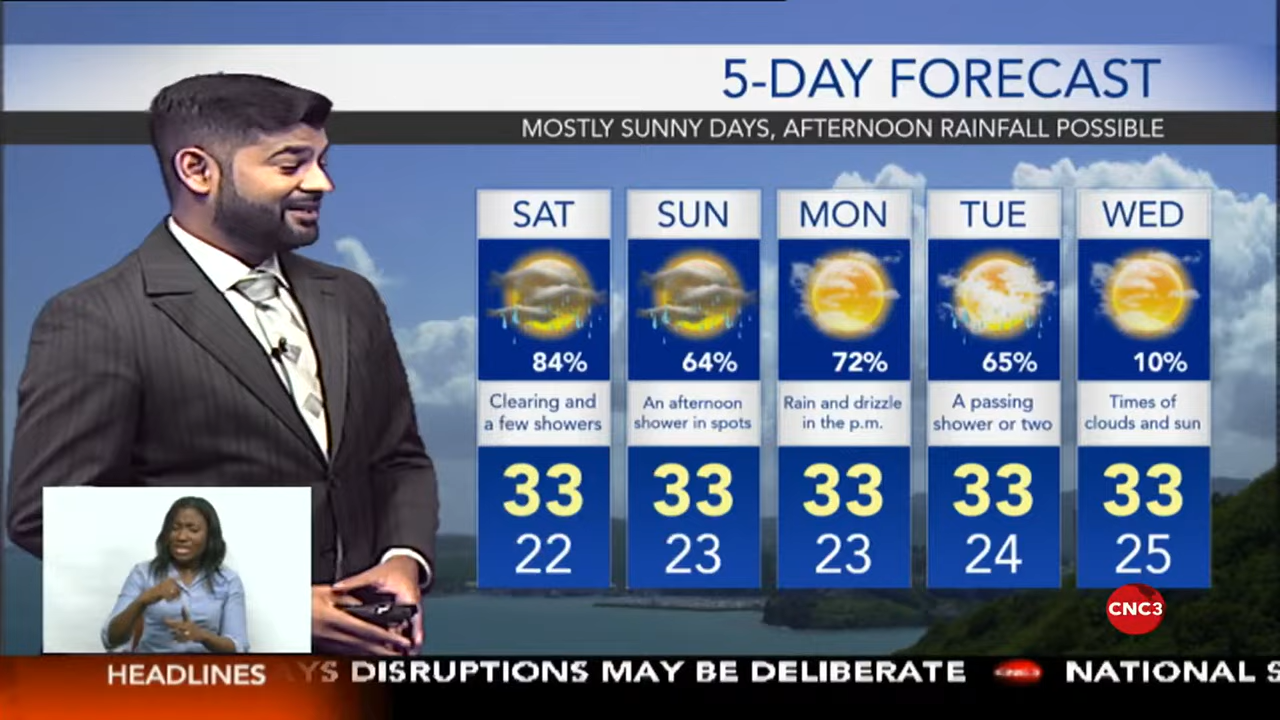 5-DAY FORECAST
MOSTLY SUNNY DAYS, AFTERNOON RAINFALL POSSIBLE
SAT
84%
Clearing and
a few showers
33
22
SUN
64%
An afternoon
shower in spots
33
23
MON
72%
Rain and drizzle
in the p.m.
33
23
TUE
65%
A passing
shower or two
33
24
WED
10%
Times of
clouds and sun
33
25
CNC3
HEADLINES
YS DISRUPTIONS MAY BE DELIBERATE CNC3 NATIONAL S